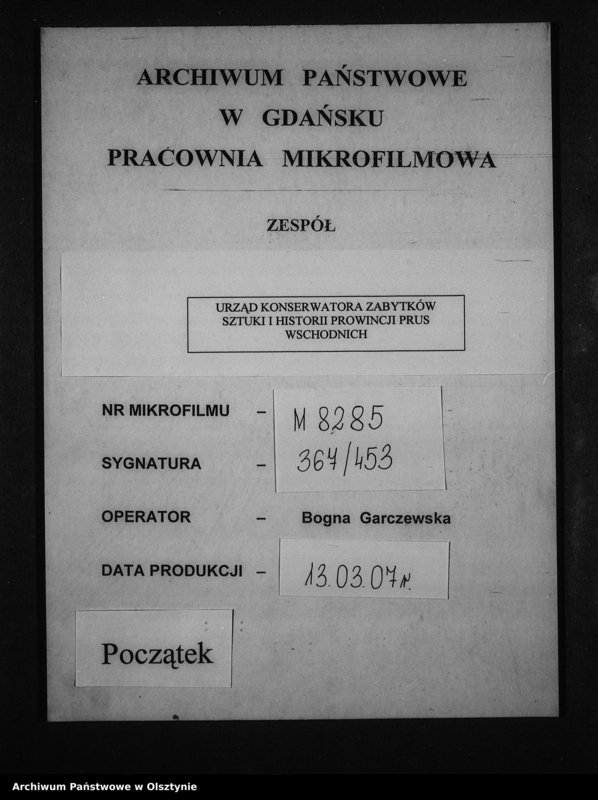 ARCHIWUM PAŃSTWOWE
W GDAŃSKU
PRACOWNIA MIKROFILMOWA
ZESPÓŁ
URZĄD KONSERWATORA ZABYTKÓW
SZTUKI I HISTORII PROWINCJI PRUS
WSCHODNICH
NR MIKROFILMU – M 8285
SYGNATURA – 367/453
OPERATOR – Bogna Garczewska
DATA PRODUKCJI – 13.03.07r.
Początek
Archiwum Państwowe w Olsztynie